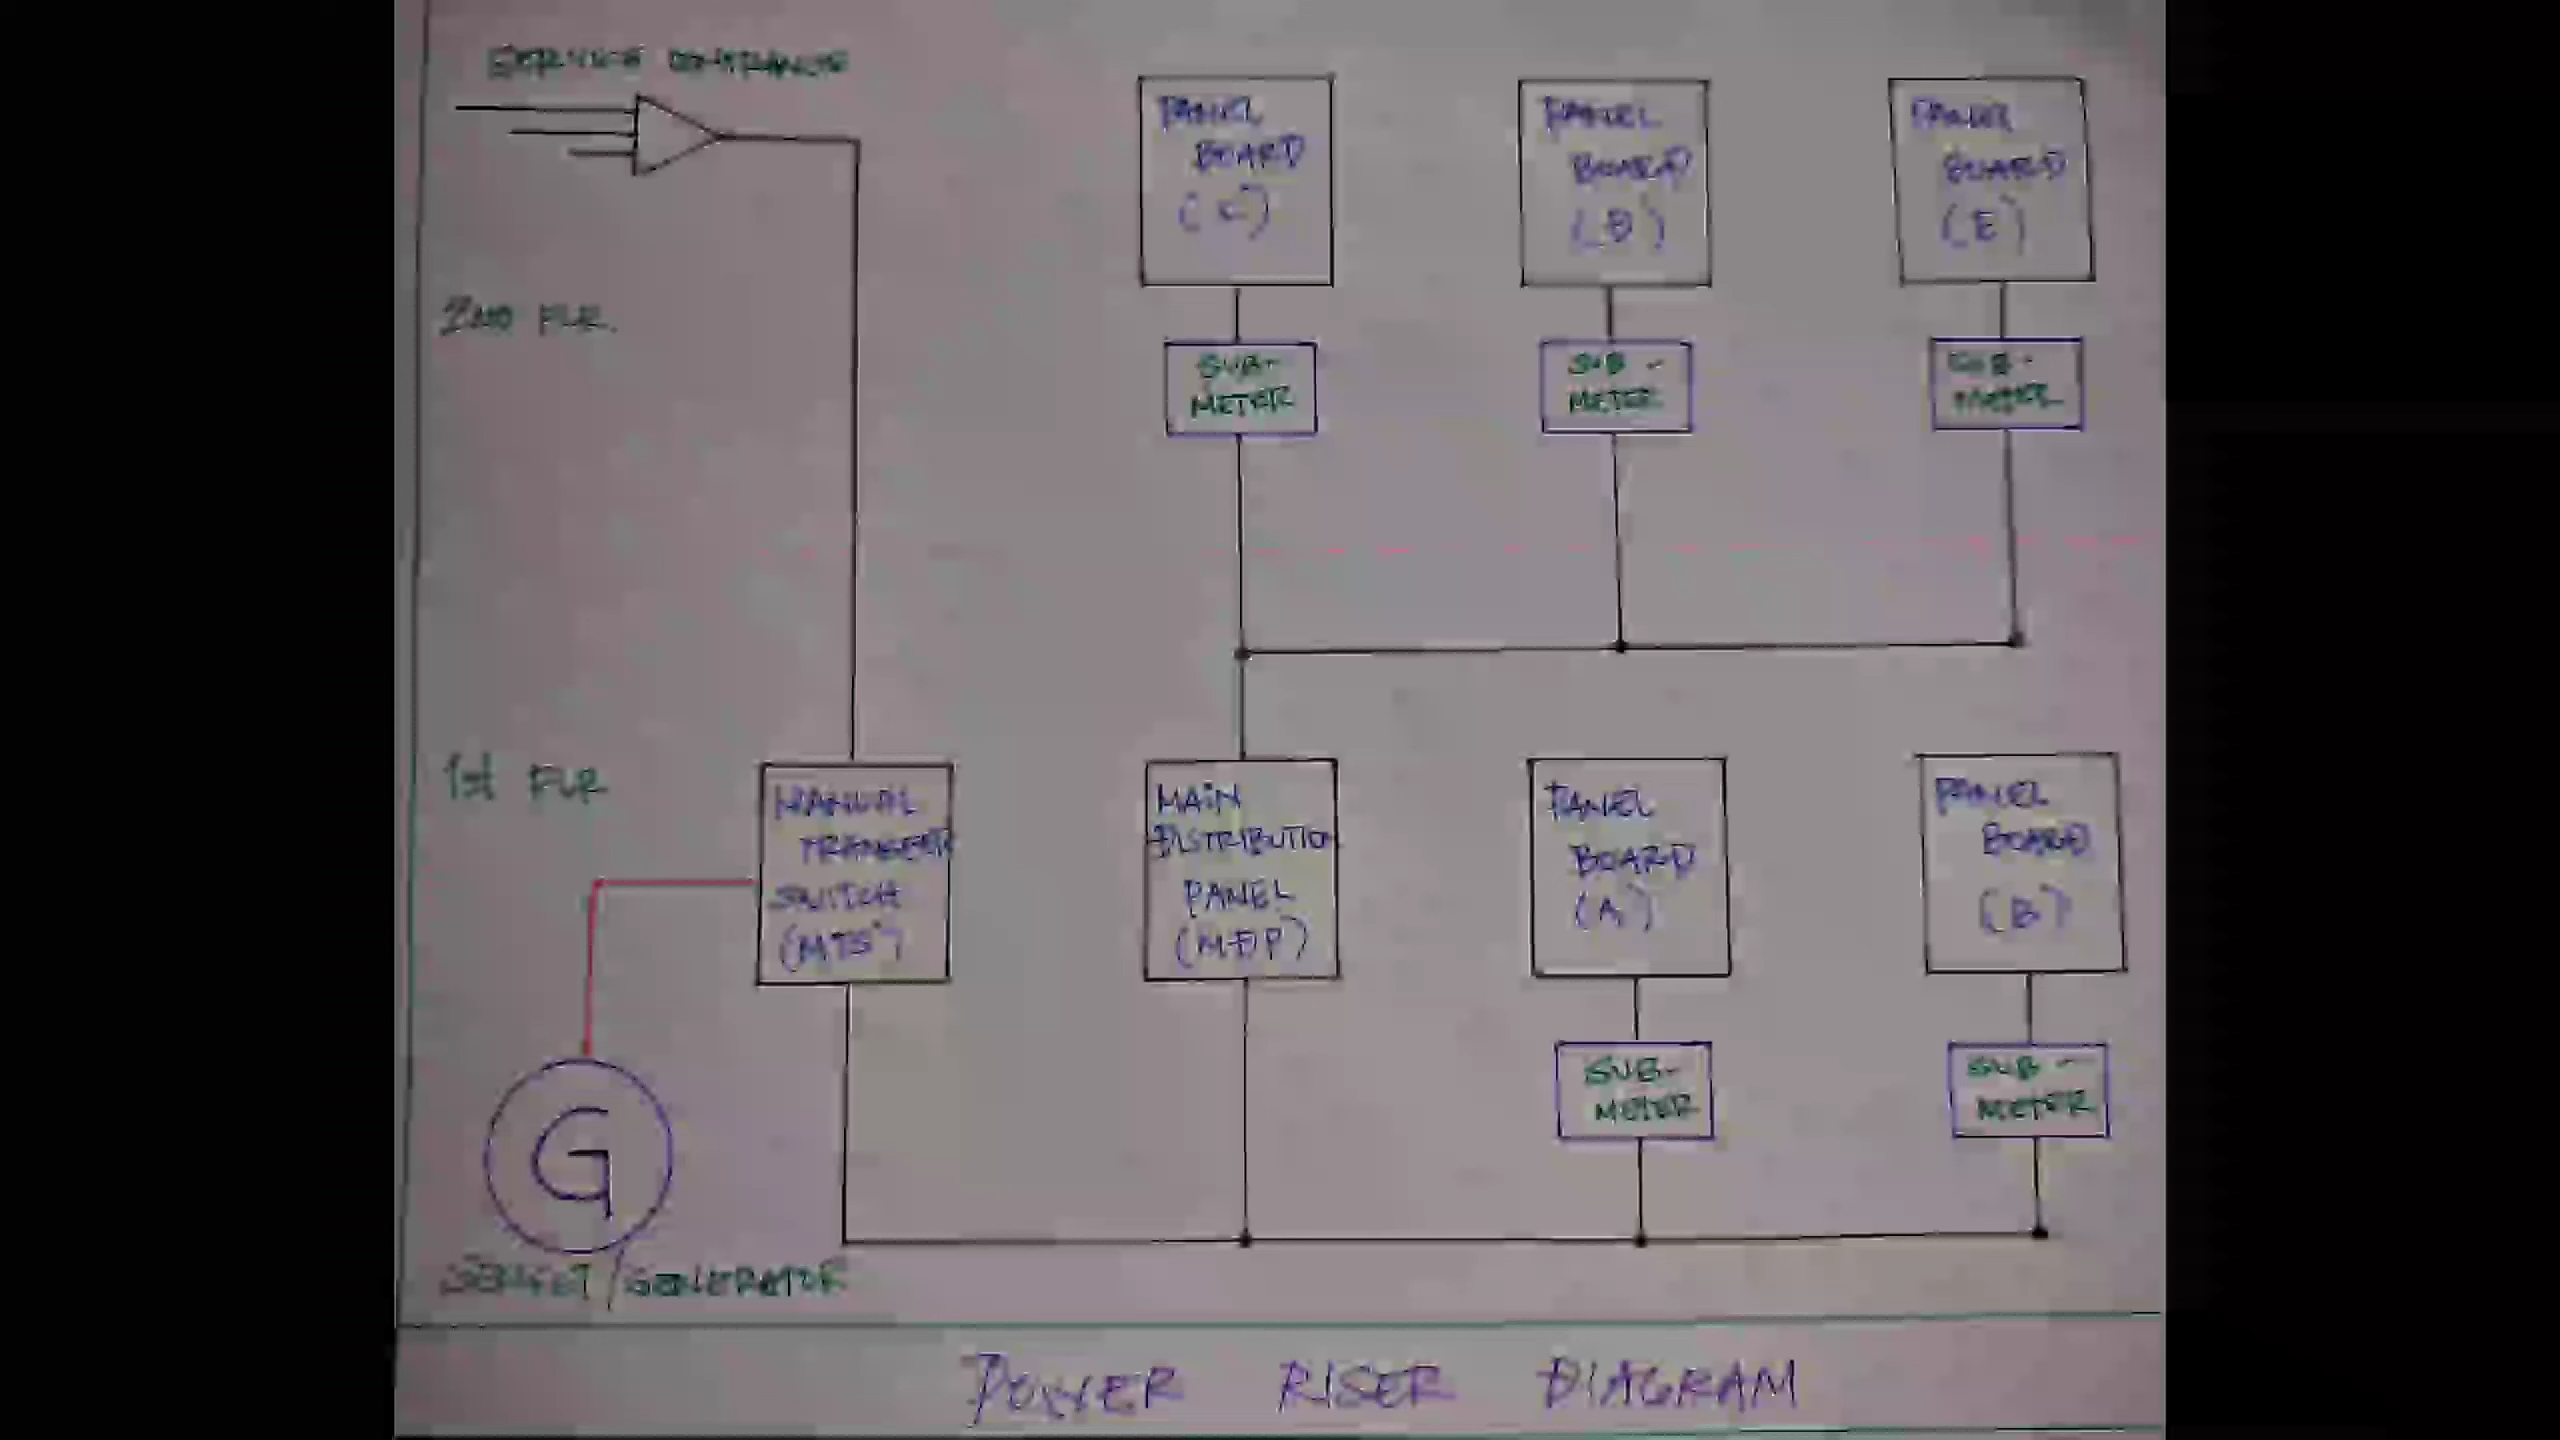 SERVICE ENTRANCE
PANEL
BOARD
(C)
PANEL
BOARD
(D)
PANEL
BOARD
(E)
2ND FLR.
SUB-
METER
SUB-
METER
SUB-
METER
1st FLR
MANUAL
TRANSFER
SWITCH
(MTS)
MAIN
DISTRIBUTION
PANEL
(MDP)
PANEL
BOARD
(A)
PANEL
BOARD
(B)
SUB-
METER
SUB-
METER
G
GENSET/GENERATOR
POWER RISER DIAGRAM